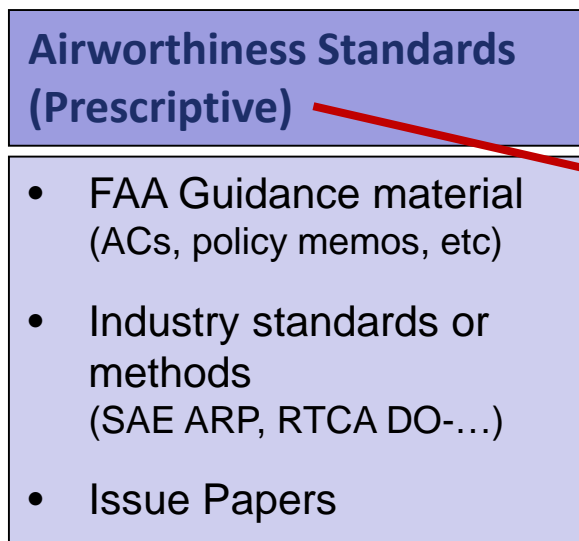 Airworthiness Standards
(Prescriptive)
• FAA Guidance material
(ACs, policy memos, etc)
• Industry standards or
methods
(SAE ARP, RTCA DO-…)
• Issue Papers